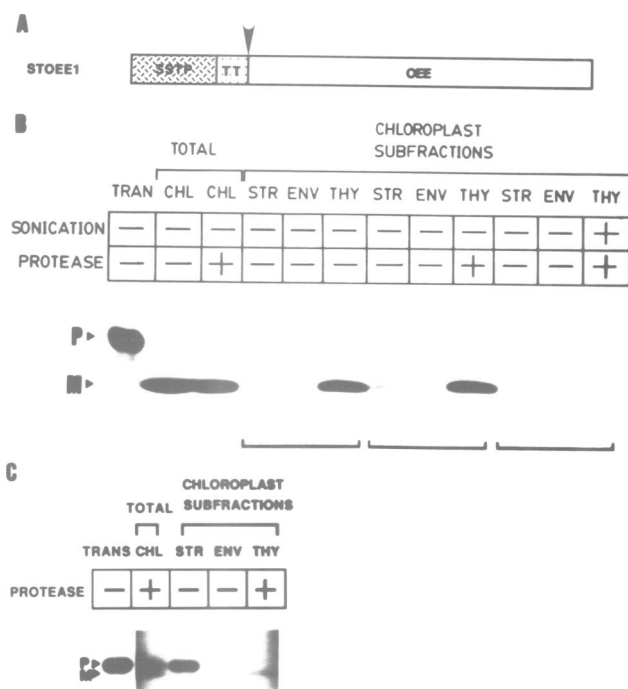 A
STOEE1 SSTP TT OEE
B
TOTAL CHLOROPLAST SUBFRACTIONS
TRAN CHL CHL STR ENV THY STR ENV THY STR ENV THY
SONICATION — — — — — — — — — — — +
PROTEASE — — + — — — — — + — — +
P
M
C
CHLOROPLAST
TOTAL SUBFRACTIONS
TRANS CHL STR ENV THY
PROTEASE — + — — +
P
M